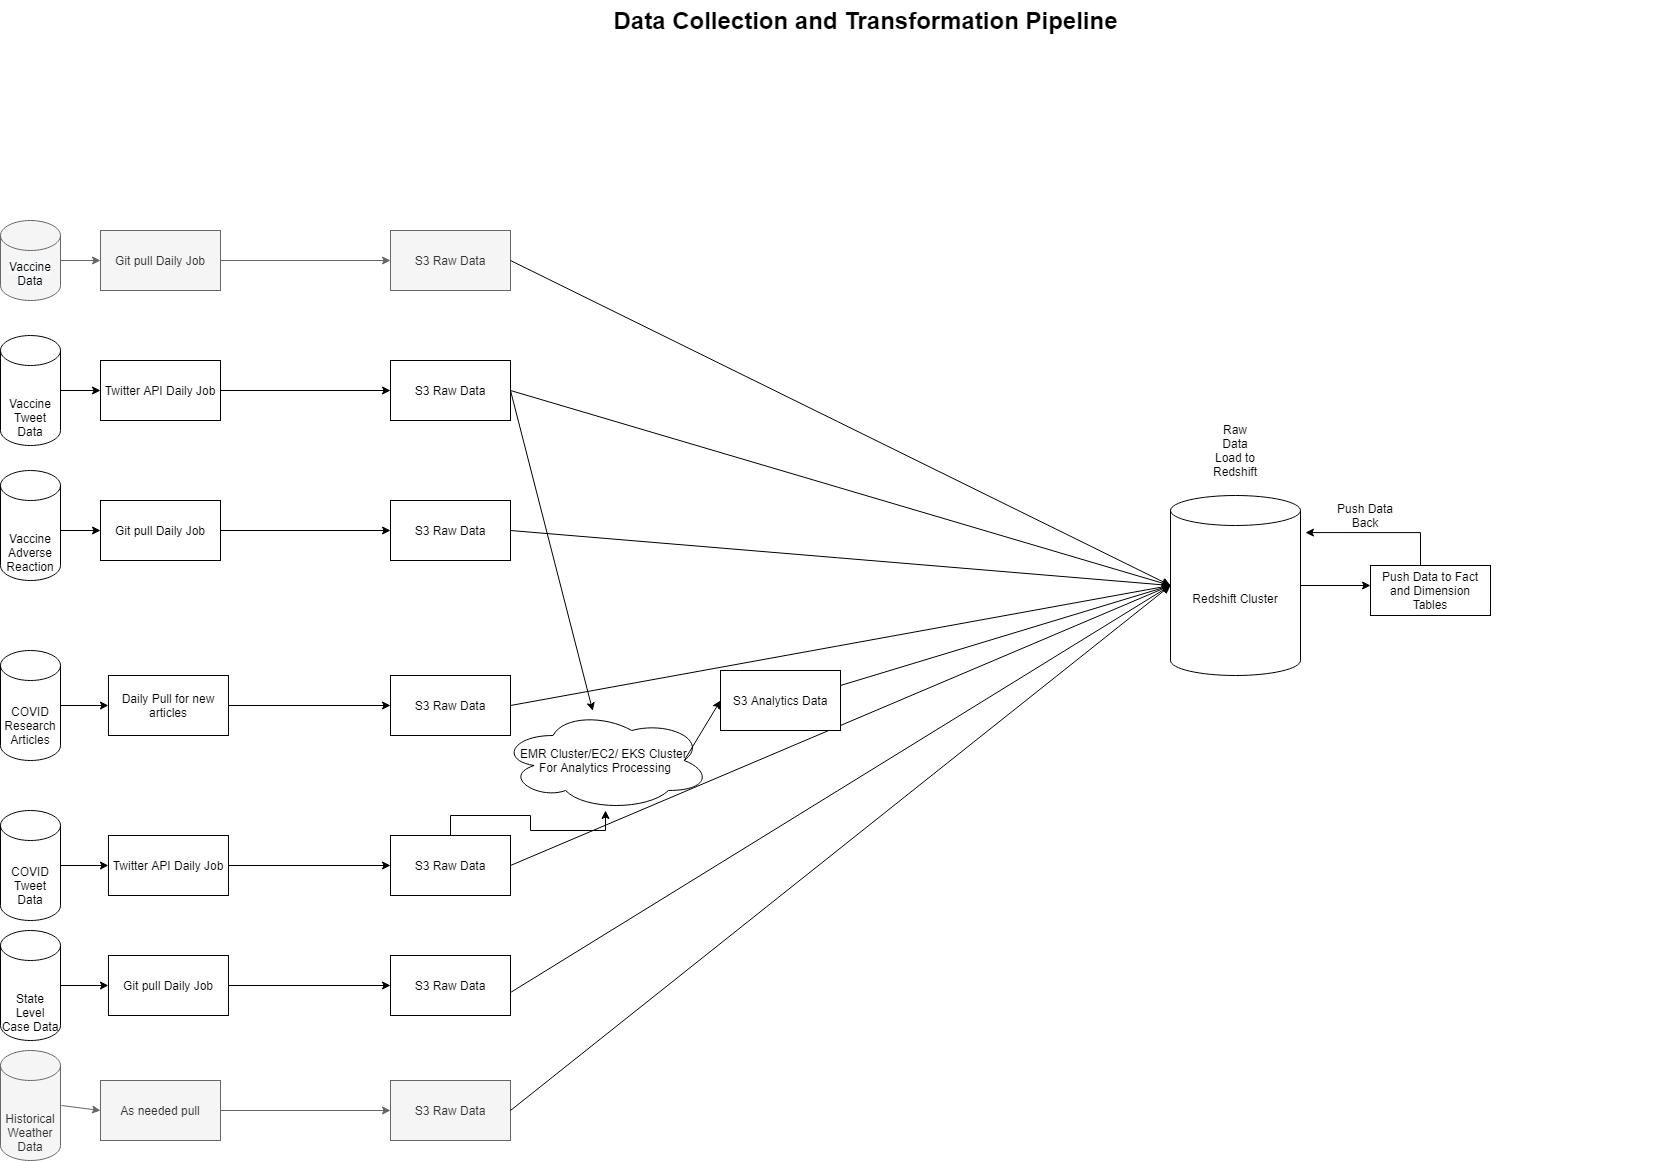 Data Collection and Transformation Pipeline
Vaccine
Data
Git pull Daily Job
S3 Raw Data
Vaccine
Tweet
Data
Twitter API Daily Job
S3 Raw Data
Raw
Data
Load to
Redshift
Vaccine
Adverse
Reaction
Git pull Daily Job
S3 Raw Data
Push Data
Back
Redshift Cluster
Push Data to Fact
and Dimension
Tables
COVID
Research
Articles
Daily Pull for new
articles
S3 Raw Data
S3 Analytics Data
EMR Cluster/EC2/ EKS Cluster
For Analytics Processing
COVID
Tweet
Data
Twitter API Daily Job
S3 Raw Data
State
Level
Case Data
Git pull Daily Job
S3 Raw Data
Historical
Weather
Data
As needed pull
S3 Raw Data